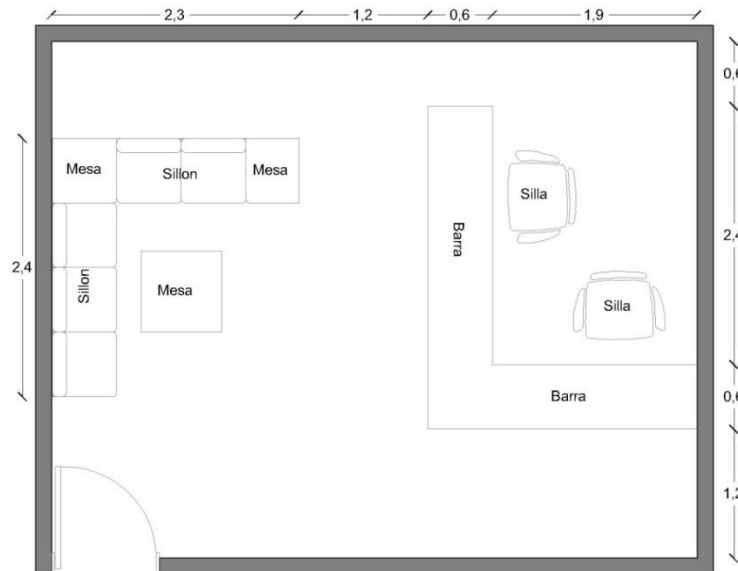 2,3
1,2
0,6
1,9
0,6
Mesa
Sillon
Mesa
Silla
Barra
2,4
2,4
Sillon
Mesa
Silla
Barra
0,6
1,2